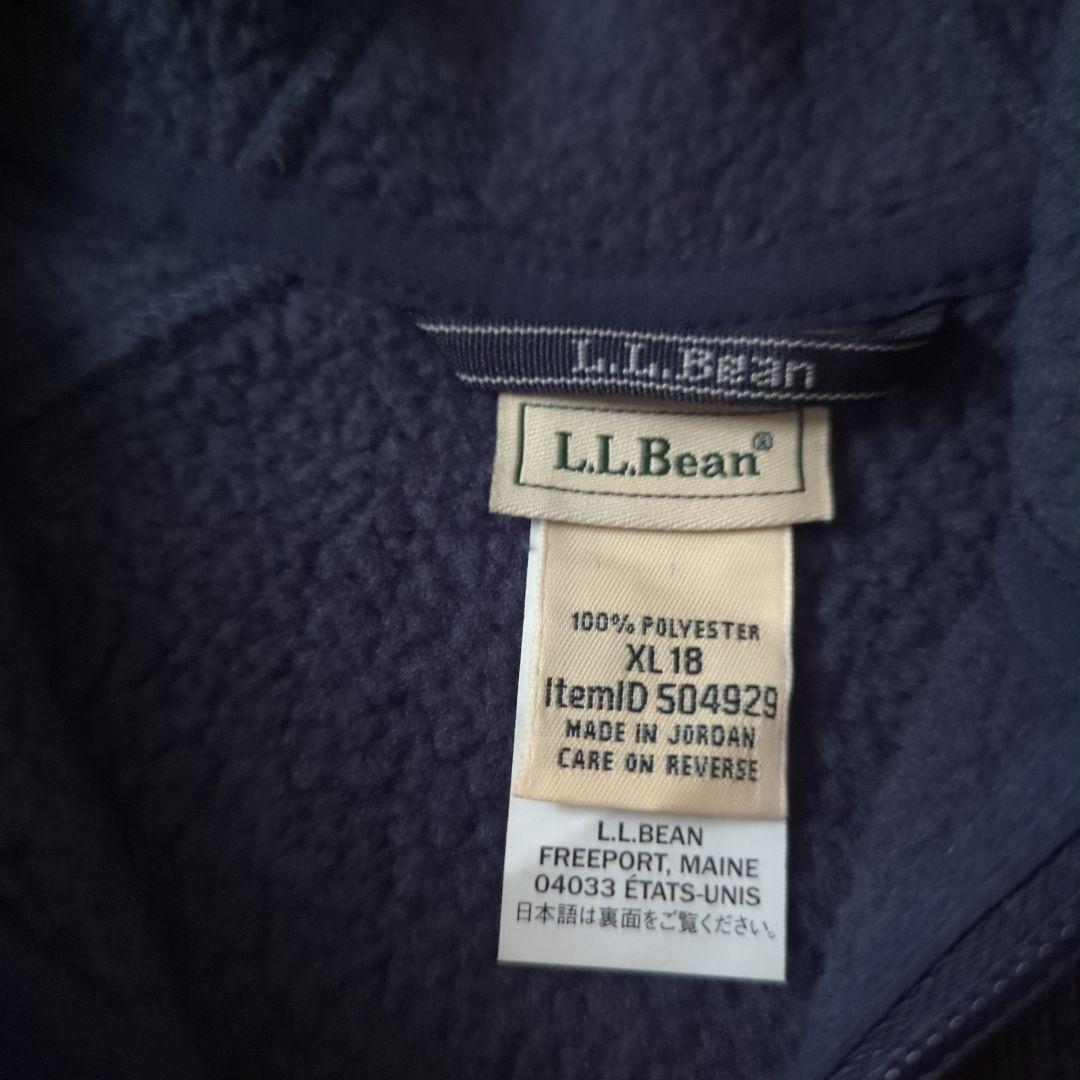 L.L.Bean
L.L.Bean®
100% POLYESTER
XL 18
ItemID 504929
MADE IN JORDAN
CARE ON REVERSE
L.L.BEAN
FREEPORT, MAINE
04033 ÉTATS-UNIS
日本語は裏面をご覧ください。